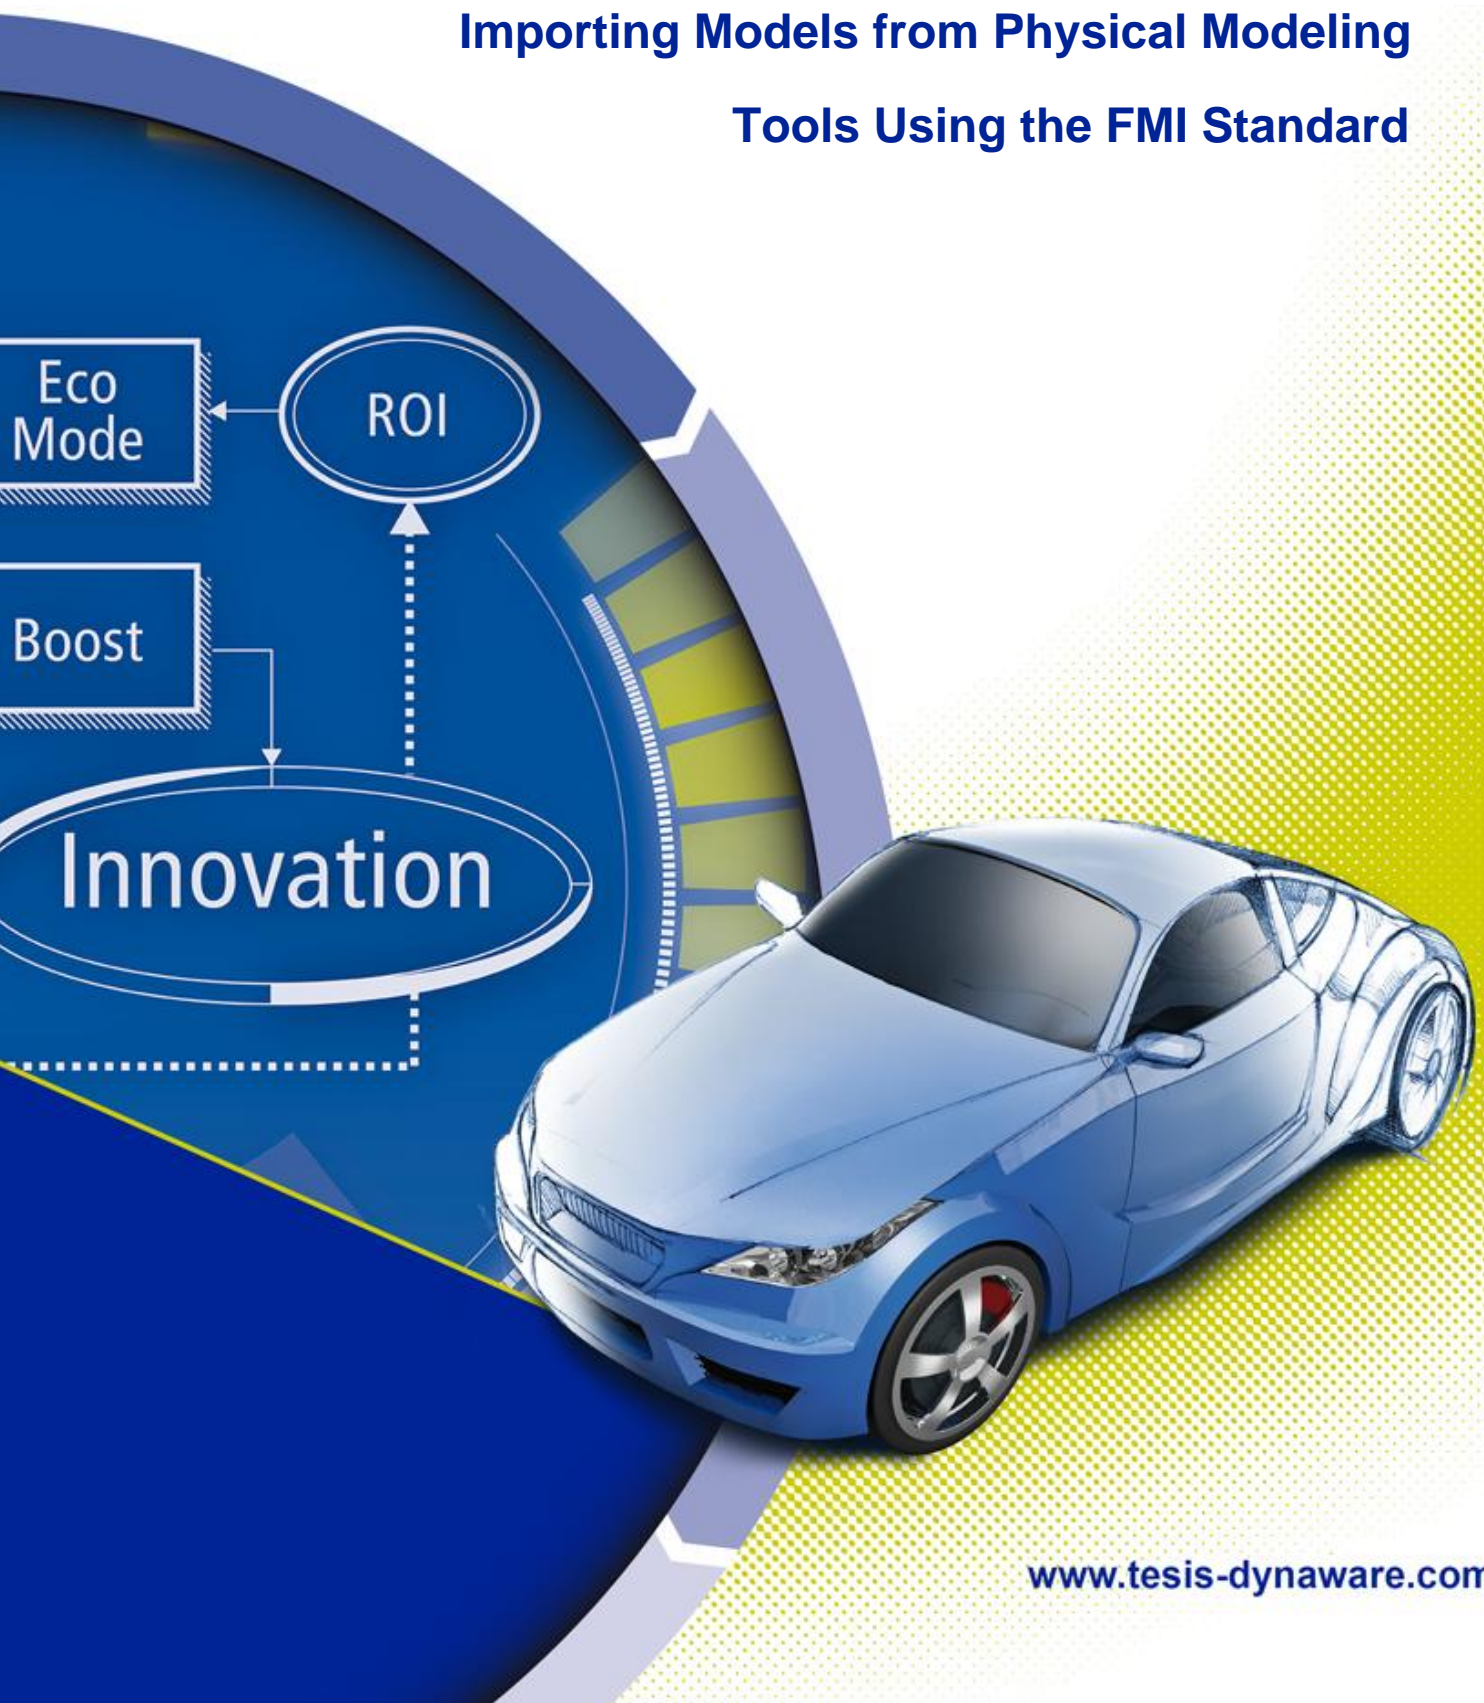 Importing Models from Physical Modeling
Tools Using the FMI Standard
Eco
Mode
ROI
Boost
Innovation
www.tesis-dynaware.com